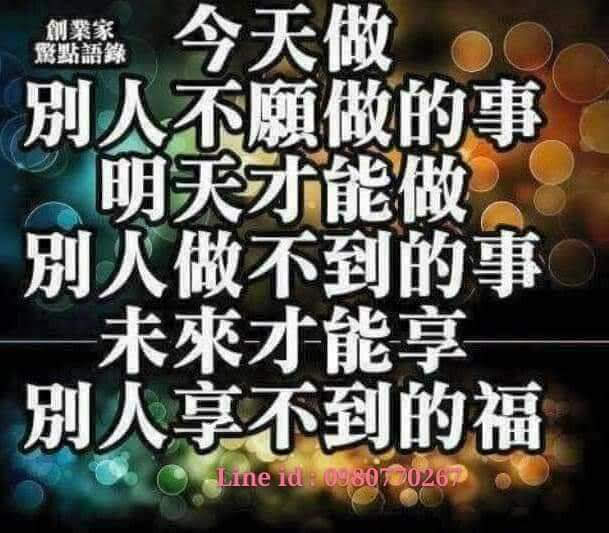 創業家
驚點語錄
今天做
別人不願做的事
明天才能做
別人做不到的事
未來才能享
別人享不到的福
Line id : 0980770267